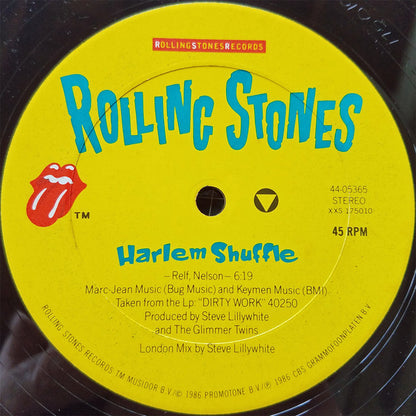 ROLLINGSTONESRECORDS
ROLLING STONES
TM
44-05365
STEREO
XXS 175010
45 RPM
Harlem Shuffle
—Relf, Nelson—6:19
Marc-Jean Music (Bug Music) and Keymen Music (BMI).
Taken from the Lp: "DIRTY WORK" 40250
Produced by Steve Lillywhite
and The Glimmer Twins
London Mix by Steve Lillywhite
ROLLING STONES RECORDS TM MUSIDOR B.V./© 1986 PROMOTONE B.V./℗ 1986 CBS GRAMMOFOONPLATEN B.V.